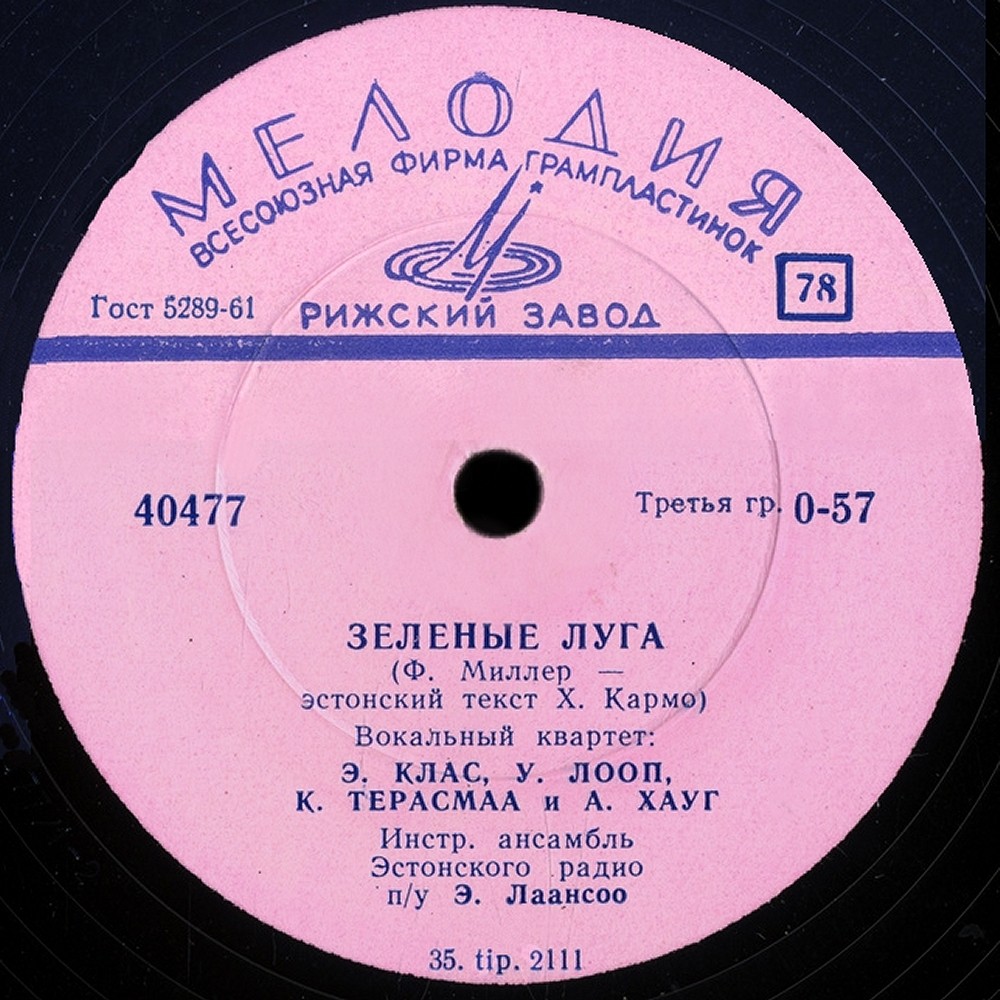 МЕЛОДИЯ
ВСЕСОЮЗНАЯ ФИРМА ГРАМПЛАСТИНОК
Гост 5289-61
РИЖСКИЙ ЗАВОД
78
40477
Третья гр. 0-57
ЗЕЛЕНЫЕ ЛУГА
(Ф. Миллер —
эстонский текст Х. Кармо)
Вокальный квартет:
Э. КЛАС, У. ЛООП,
К. ТЕРАСМАА и А. ХАУГ
Инстр. ансамбль
Эстонского радио
п/у Э. Лаансоо
35. tip. 2111